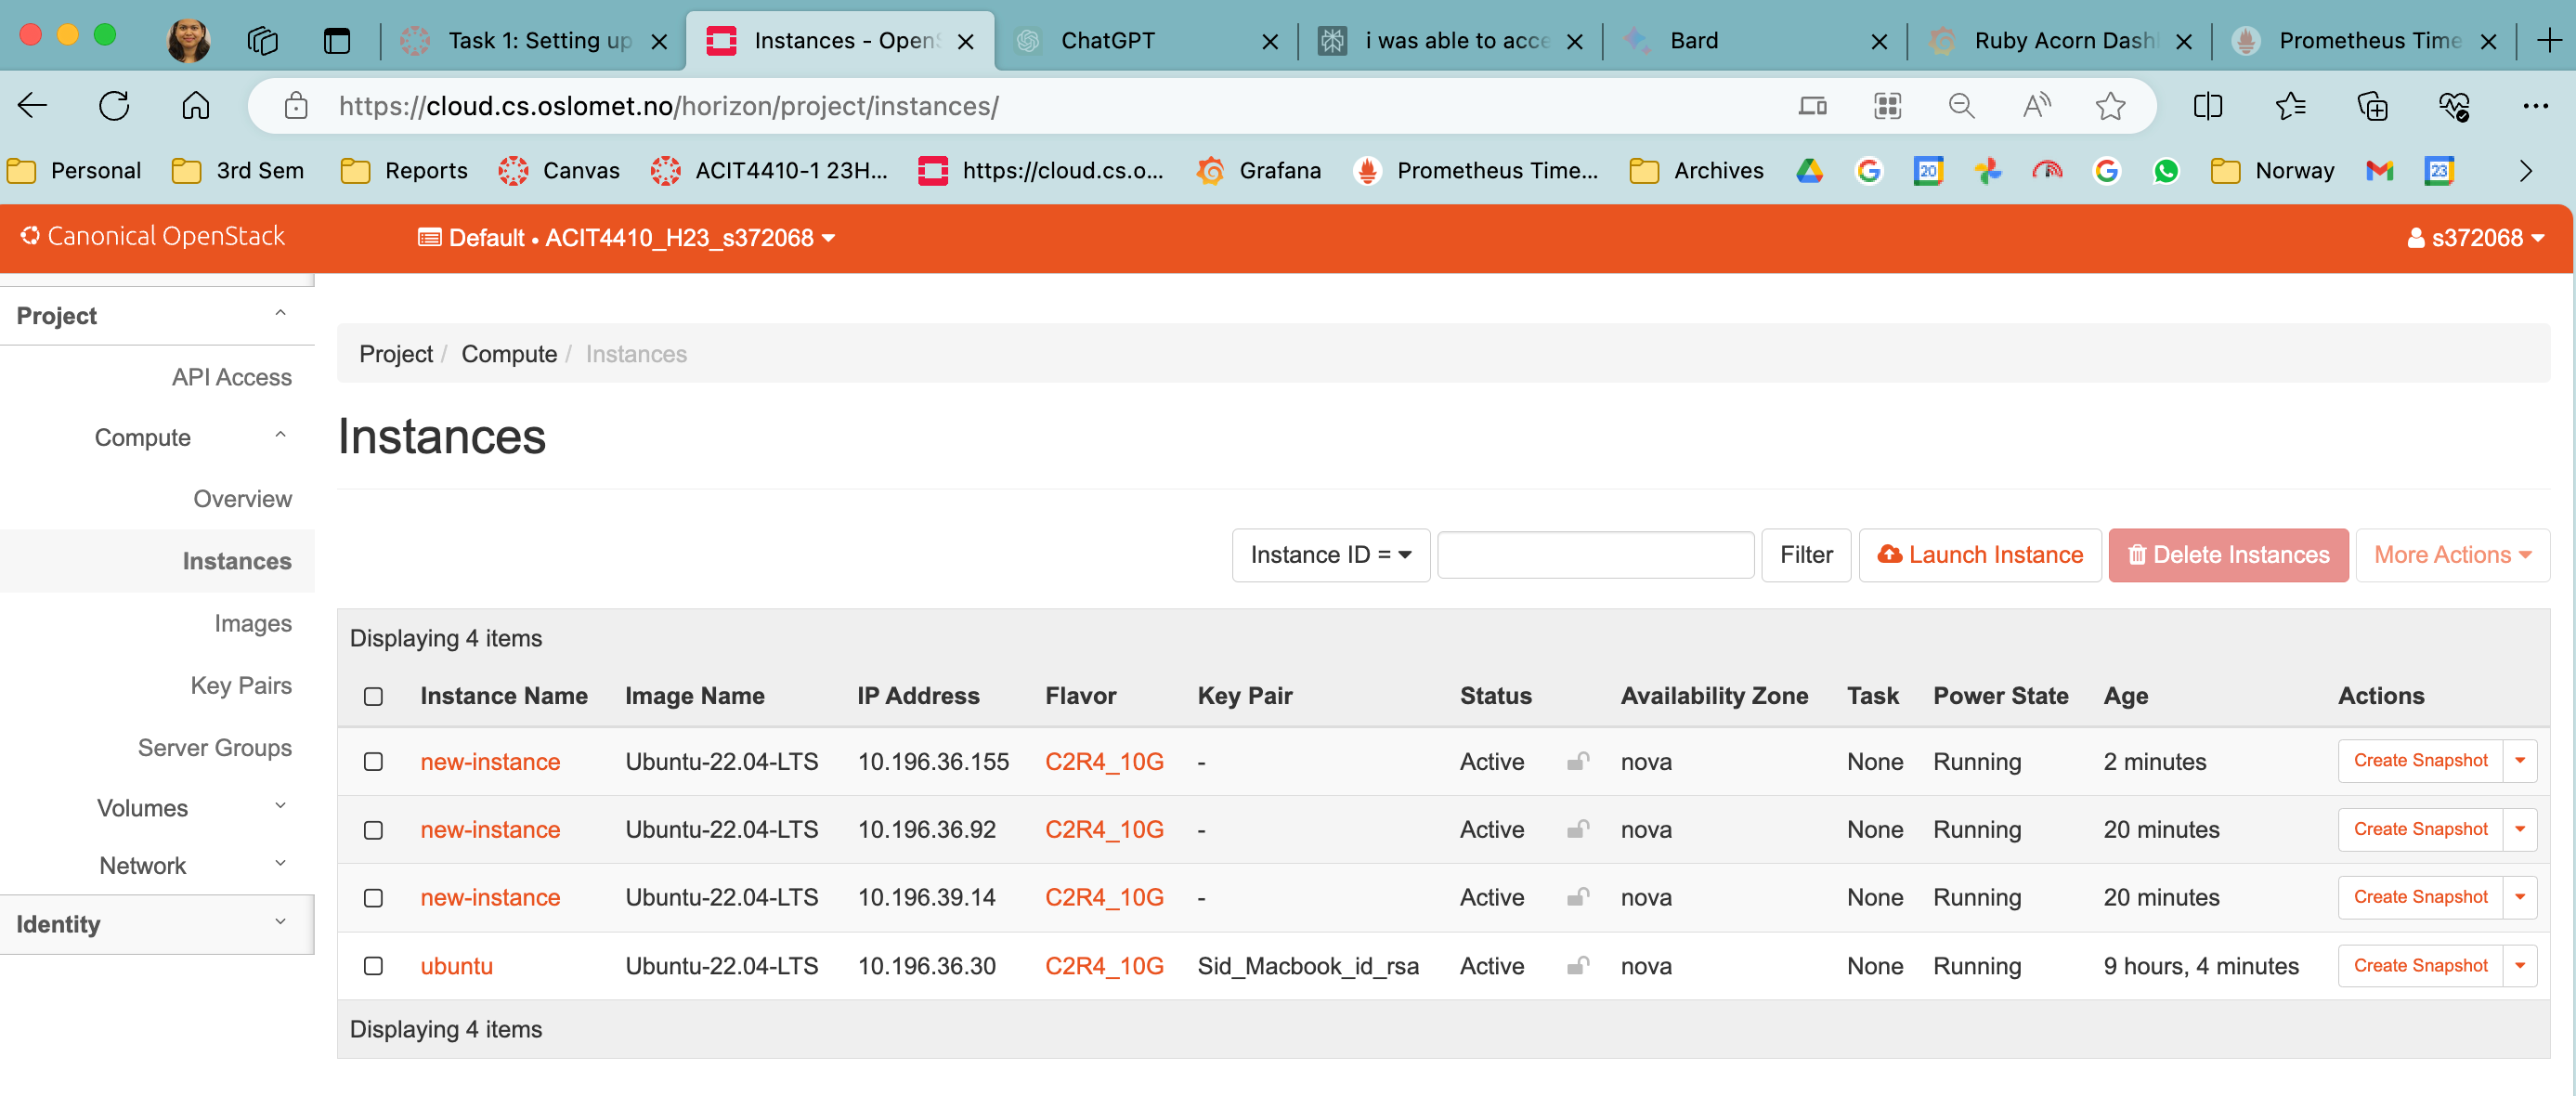 Task 1: Setting up
Instances - OpenS
ChatGPT
i was able to acce
Bard
Ruby Acorn Dash
Prometheus Time
https://cloud.cs.oslomet.no/horizon/project/instances/
Personal
3rd Sem
Reports
Canvas
ACIT4410-1 23H...
https://cloud.cs.o...
Grafana
Prometheus Time...
Archives
20
Norway
23
Canonical OpenStack
Default • ACIT4410_H23_s372068
s372068
Project
API Access
Compute
Overview
Instances
Images
Key Pairs
Server Groups
Volumes
Network
Identity
Project / Compute / Instances
Instances
Instance ID =
Filter
Launch Instance
Delete Instances
More Actions
Displaying 4 items
Instance Name Image Name IP Address Flavor Key Pair Status Availability Zone Task Power State Age Actions
new-instance Ubuntu-22.04-LTS 10.196.36.155 C2R4_10G - Active nova None Running 2 minutes Create Snapshot
new-instance Ubuntu-22.04-LTS 10.196.36.92 C2R4_10G - Active nova None Running 20 minutes Create Snapshot
new-instance Ubuntu-22.04-LTS 10.196.39.14 C2R4_10G - Active nova None Running 20 minutes Create Snapshot
ubuntu Ubuntu-22.04-LTS 10.196.36.30 C2R4_10G Sid_Macbook_id_rsa Active nova None Running 9 hours, 4 minutes Create Snapshot
Displaying 4 items